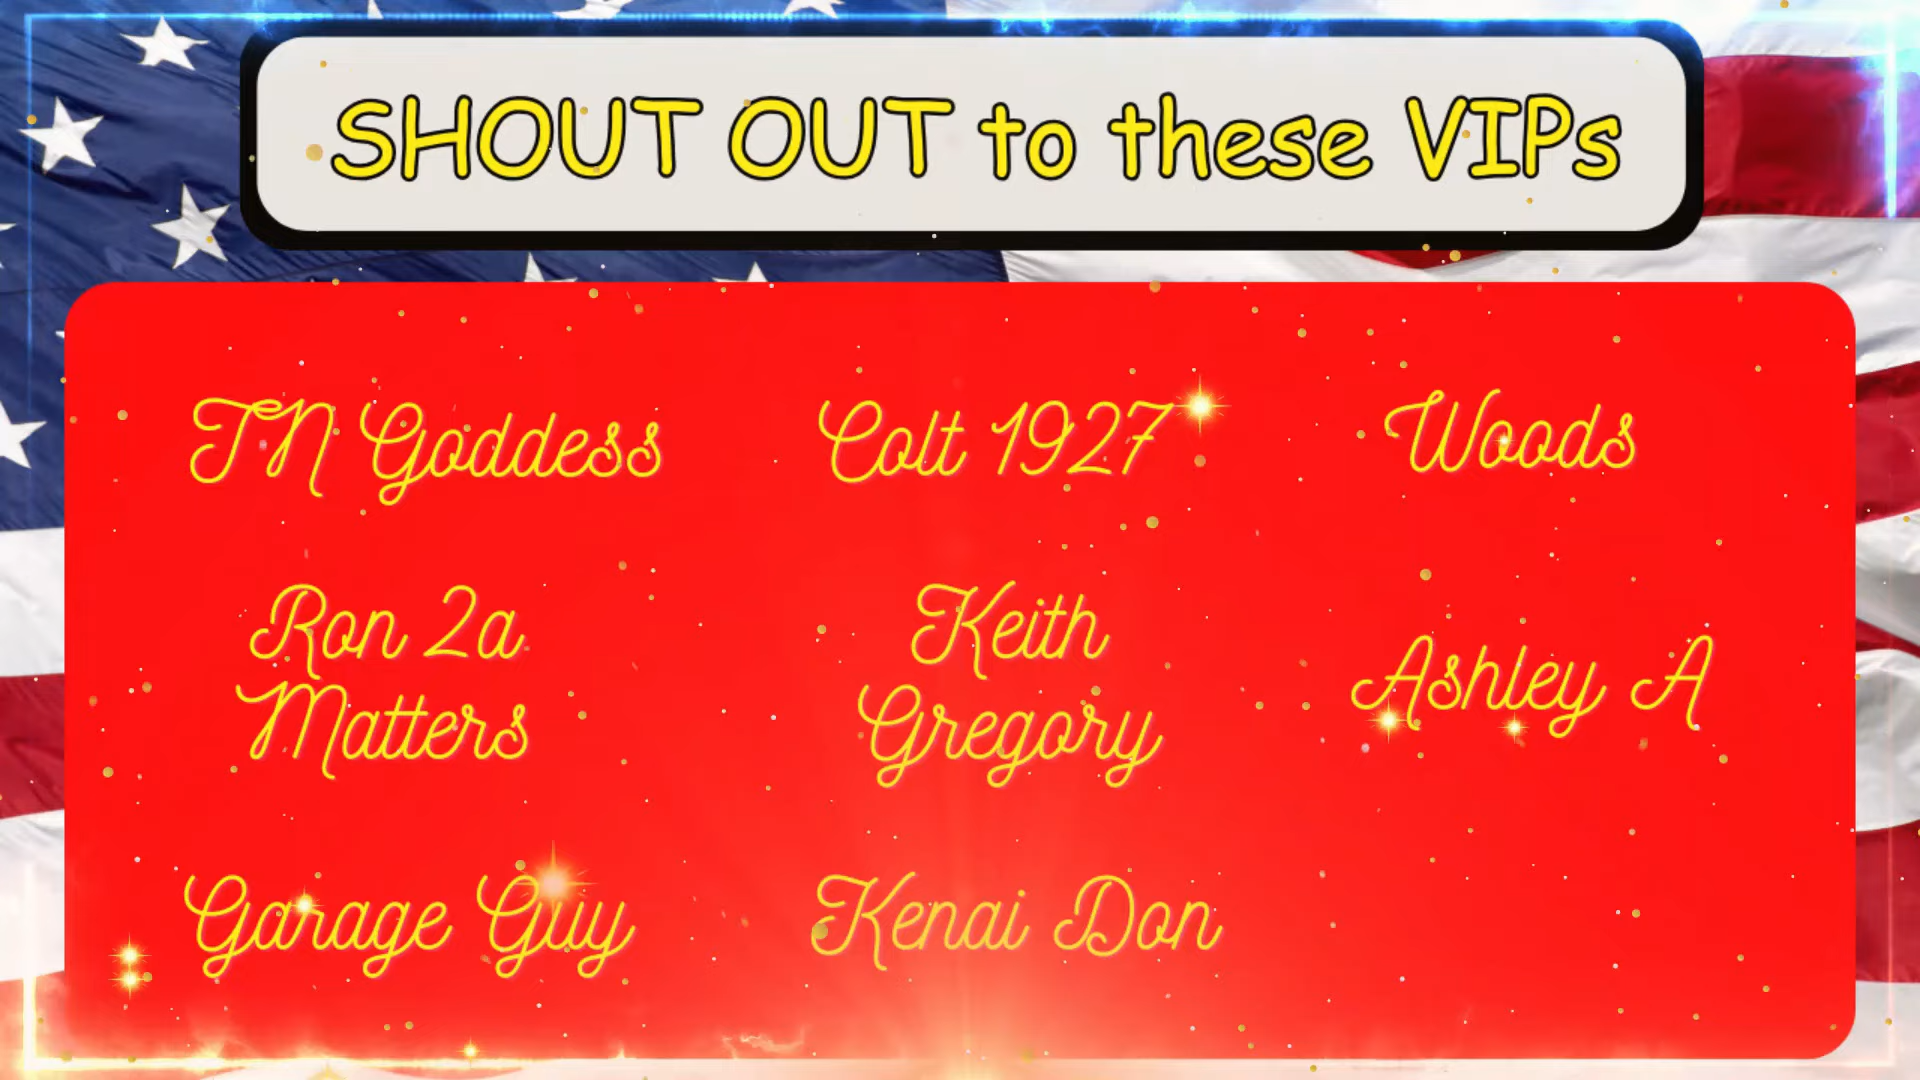 SHOUT OUT to these VIPs
TN Goddess
Colt 1927
Woods
Ron 2a
Matters
Keith
Gregory
Ashley A
Garage Guy
Kenai Don